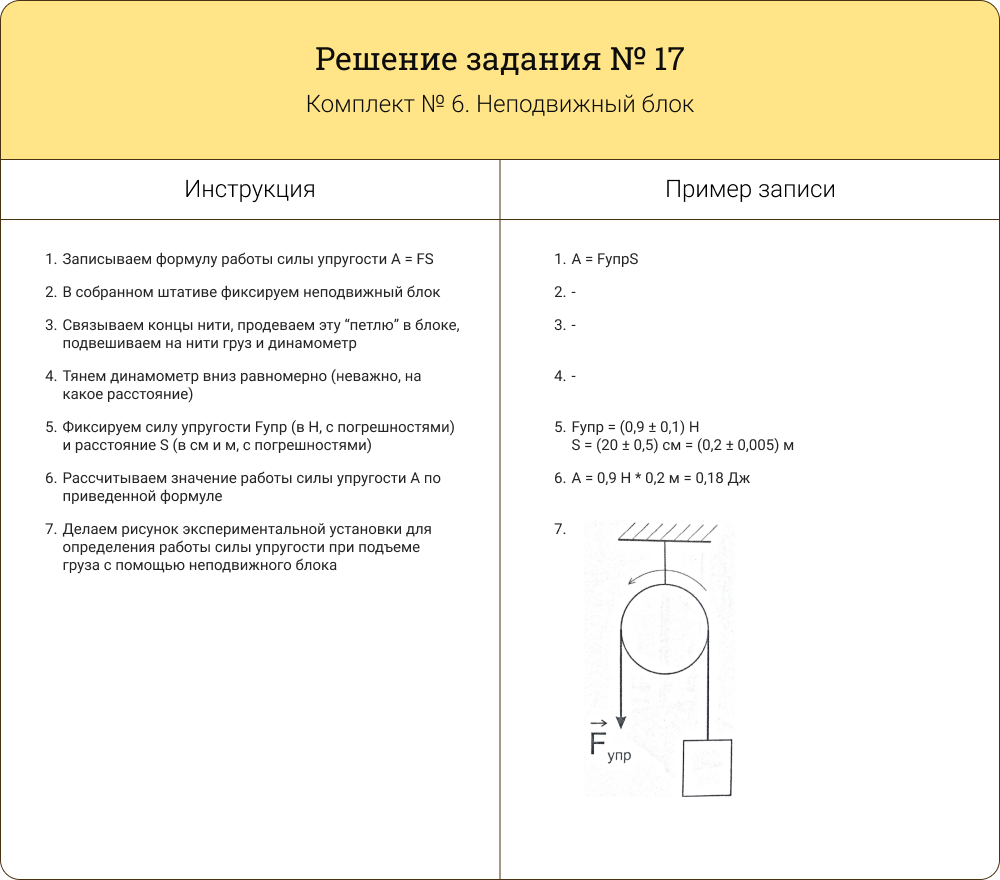 Решение задания № 17
Комплект № 6. Неподвижный блок
Инструкция
Пример записи
1. Записываем формулу работы силы упругости A = FS
2. В собранном штативе фиксируем неподвижный блок
3. Связываем концы нити, продеваем эту “петлю” в блоке,
подвешиваем на нити груз и динамометр
4. Тянем динамометр вниз равномерно (неважно, на
какое расстояние)
5. Фиксируем силу упругости Fупр (в Н, с погрешностями)
и расстояние S (в см и м, с погрешностями)
6. Рассчитываем значение работы силы упругости А по
приведенной формуле
7. Делаем рисунок экспериментальной установки для
определения работы силы упругости при подъеме
груза с помощью неподвижного блока
1. A = FупрS
2. -
3. -
4. -
5. Fупр = (0,9 ± 0,1) Н
S = (20 ± 0,5) см = (0,2 ± 0,005) м
6. A = 0,9 Н * 0,2 м = 0,18 Дж
7.
F упр